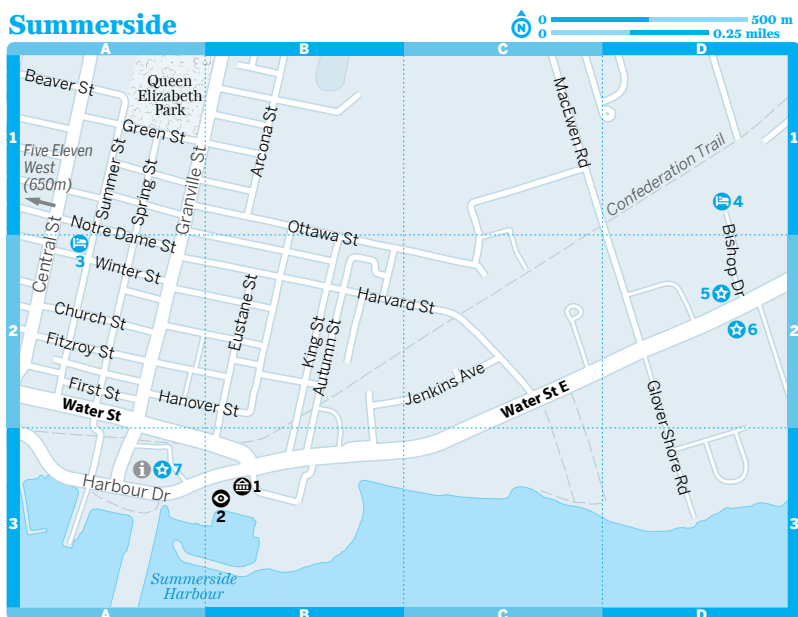 Summerside
N
0 500 m
0 0.25 miles
A B C D
Beaver St
Queen
Elizabeth
Park
Green St
Arcona St
MacEwen Rd
1 1
Five Eleven
West
(650m)
Summer St
Spring St
Granville St
Confederation Trail
4
Central St
Notre Dame St
Ottawa St
Bishop Dr
3
Winter St
Harvard St
5
Church St
Eustane St
King St
Autumn St
2 2
6
Fitzroy St
Jenkins Ave
First St
Hanover St
Water St
Water St E
Glover Shore Rd
i 7
Harbour Dr
1
2
3 3
Summerside
Harbour
A B C D